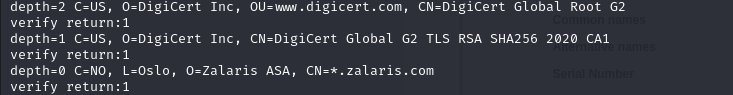 depth=2 C=US, O=DigiCert Inc, OU=www.digicert.com, CN=DigiCert Global Root G2
Common names
verify return:1
depth=1 C=US, O=DigiCert Inc, CN=DigiCert Global G2 TLS RSA SHA256 2020 CA1
Alternative names
verify return:1
depth=0 C=NO, L=Oslo, O=Zalaris ASA, CN=*.zalaris.com
Serial Number
verify return:1